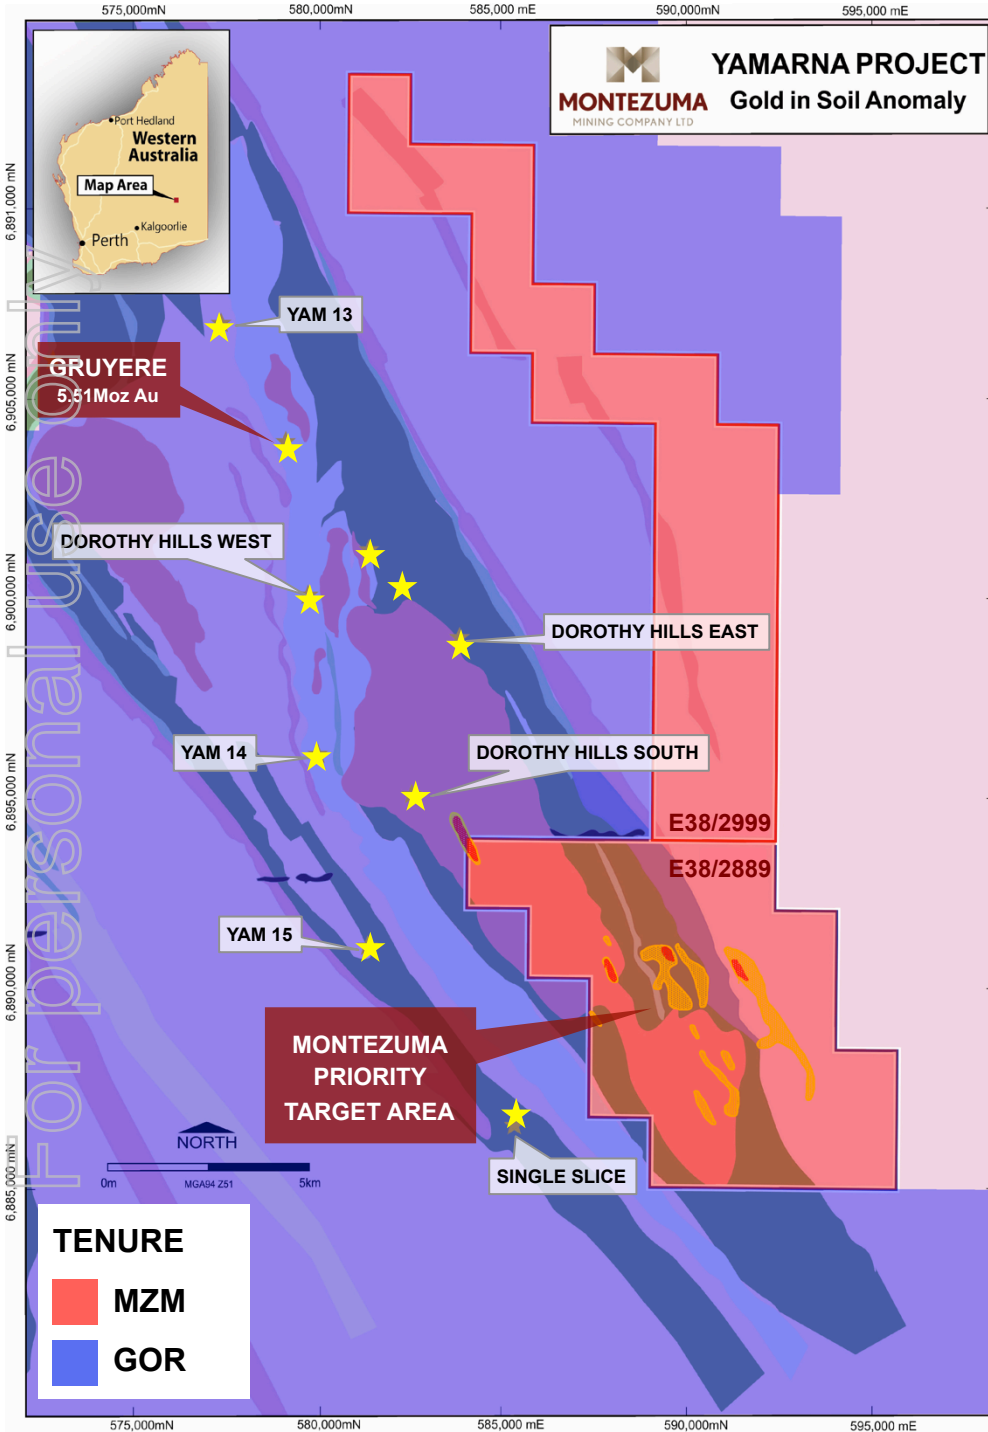 575,000mN
580,000mN
585,000 mE
590,000mN
595,000 mE
MONTEZUMA
MINING COMPANY LTD
YAMARNA PROJECT
Gold in Soil Anomaly
Port Hedland
Western
Australia
Map Area
Kalgoorlie
Perth
6,891,000 mN
6,905,000 mN
6,900,000 mN
6,895,000 mN
6,890,000 mN
6,885,000 mN
For personal use only
YAM 13
GRUYERE
5.51Moz Au
DOROTHY HILLS WEST
DOROTHY HILLS EAST
YAM 14
DOROTHY HILLS SOUTH
E38/2999
E38/2889
YAM 15
MONTEZUMA
PRIORITY
TARGET AREA
SINGLE SLICE
NORTH
0m
MGA94 Z51
5km
TENURE
MZM
GOR
575,000mN
580,000mN
585,000 mE
590,000mN
595,000 mE